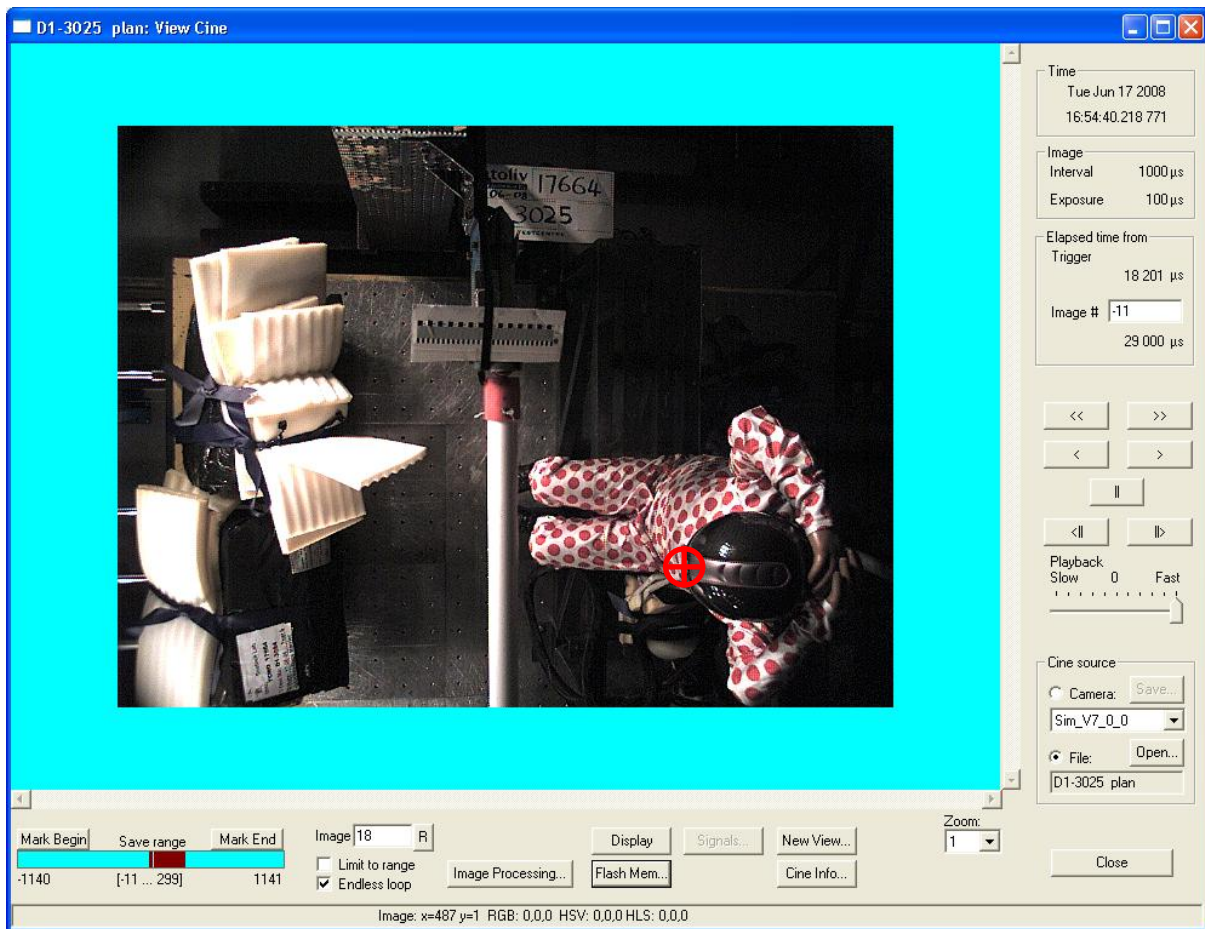 D1-3025 plan: View Cine
Time
Tue Jun 17 2008
16:54:40.218 771
Image
Interval 1000 µs
Exposure 100 µs
Elapsed time from
Trigger
18 201 µs
Image # -11
29 000 µs
<< >>
< >
||
<|| ||>
Playback
Slow 0 Fast
Cine source
Camera: Save...
Sim_V7_0_0
File: Open...
D1-3025 plan
toliv 17664
06-08
3025
TESTCENTRE
Mark Begin Save range Mark End
-1140 [-11 ... 299] 1141
Image 18 R
Limit to range
Endless loop
Image Processing...
Display Signals... New View...
Flash Mem... Cine Info...
Zoom:
1
Close
Image: x=487 y=1 RGB: 0,0,0 HSV: 0,0,0 HLS: 0,0,0